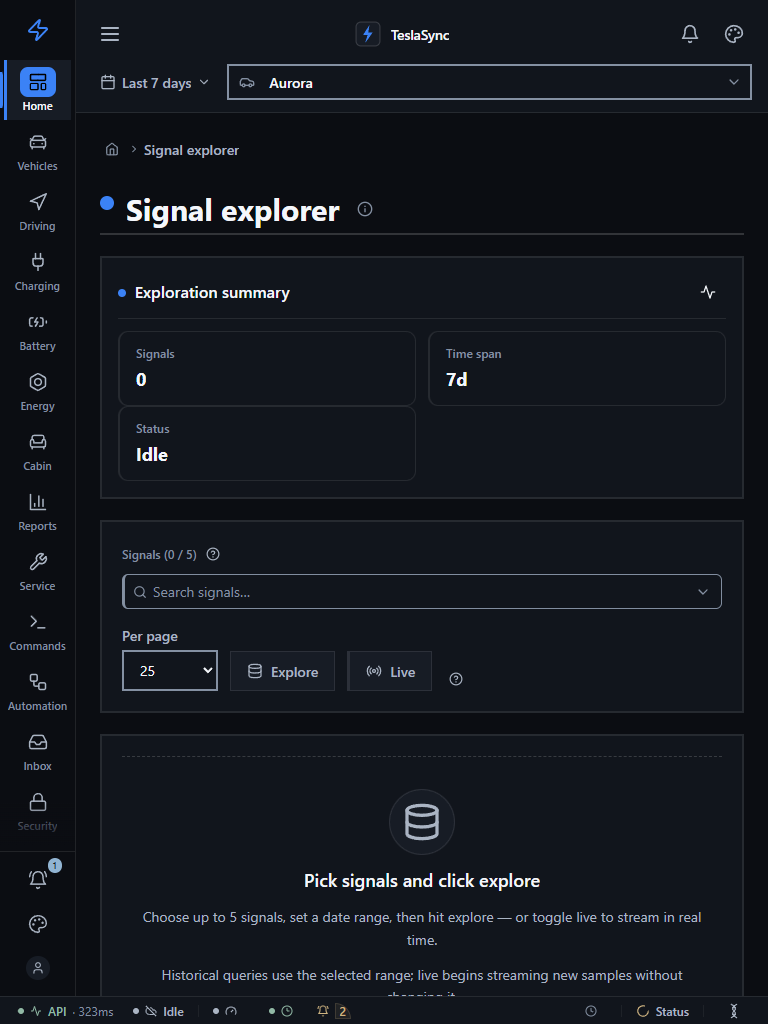 TeslaSync
Last 7 days
Aurora
Home
Vehicles
Driving
Charging
Battery
Energy
Cabin
Reports
Service
Commands
Automation
Inbox
Security
1
Signal explorer
Signal explorer
Exploration summary
Signals
0
Time span
7d
Status
Idle
Signals (0 / 5)
Search signals...
Per page
25
Explore
Live
Pick signals and click explore
Choose up to 5 signals, set a date range, then hit explore — or toggle live to stream in real
time.
Historical queries use the selected range; live begins streaming new samples without
changing it.
API · 323ms
Idle
2
Status